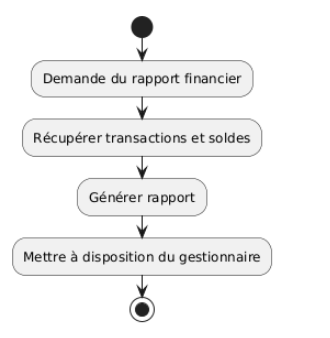 Demande du rapport financier
Récupérer transactions et soldes
Générer rapport
Mettre à disposition du gestionnaire